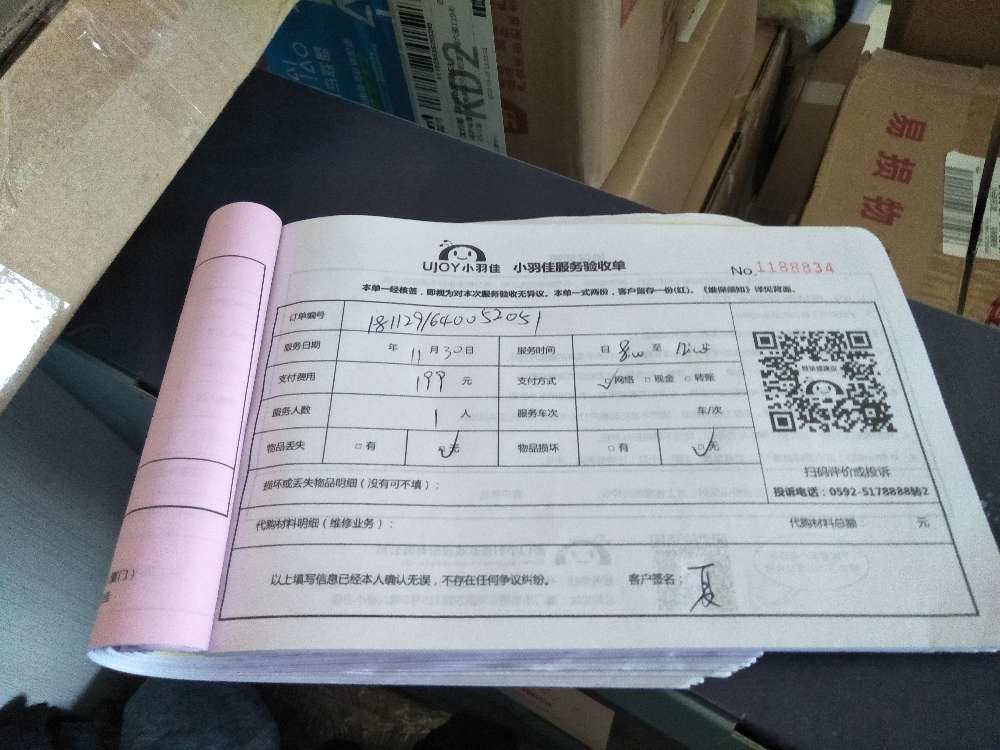 KD2
易损物
UJOY小羽佳 小羽佳服务验收单
No.1188834
本单一经核签，即视为对本次服务验收无异议。本单一式两份，客户留存一份(红)。《维保须知》详见背面。
订单编号 181129164005205​1
服务日期 年 11月30日 服务时间 日 至
支付费用 199 元 支付方式 网络 □现金 □转账
服务人数 1 人 服务车次 车/次
物品丢失 □有 无 物品损坏 □有 无
损坏或丢失物品明细（没有可不填）：
扫码评价或投诉
投诉电话：0592-5178888转2
代购材料明细（维修业务）： 代购材料总额 元
以上填写信息已经本人确认无误，不存在任何争议纠纷。 客户签名：夏